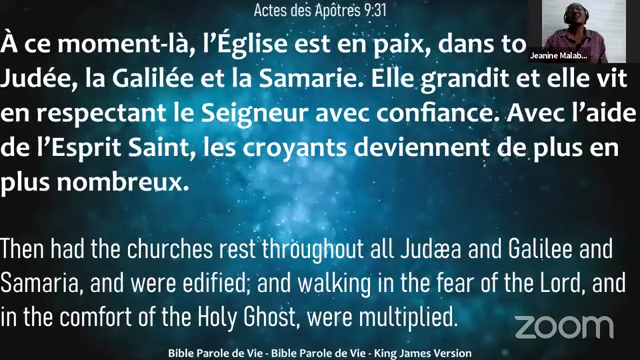 Actes des Apôtres 9:31
À ce moment-là, l’Église est en paix, dans
Jeanine Malab...
Judée, la Galilée et la Samarie. Elle grandit et elle vit
en respectant le Seigneur avec confiance. Avec l’aide
de l’Esprit Saint, les croyants deviennent de plus en
plus nombreux.
Then had the churches rest throughout all Judæa and Galilee and
Samaria, and were edified; and walking in the fear of the Lord, and
in the comfort of the Holy Ghost, were multiplied.
zoom
Bible Parole de Vie - Bible Parole de Vie - King James Version